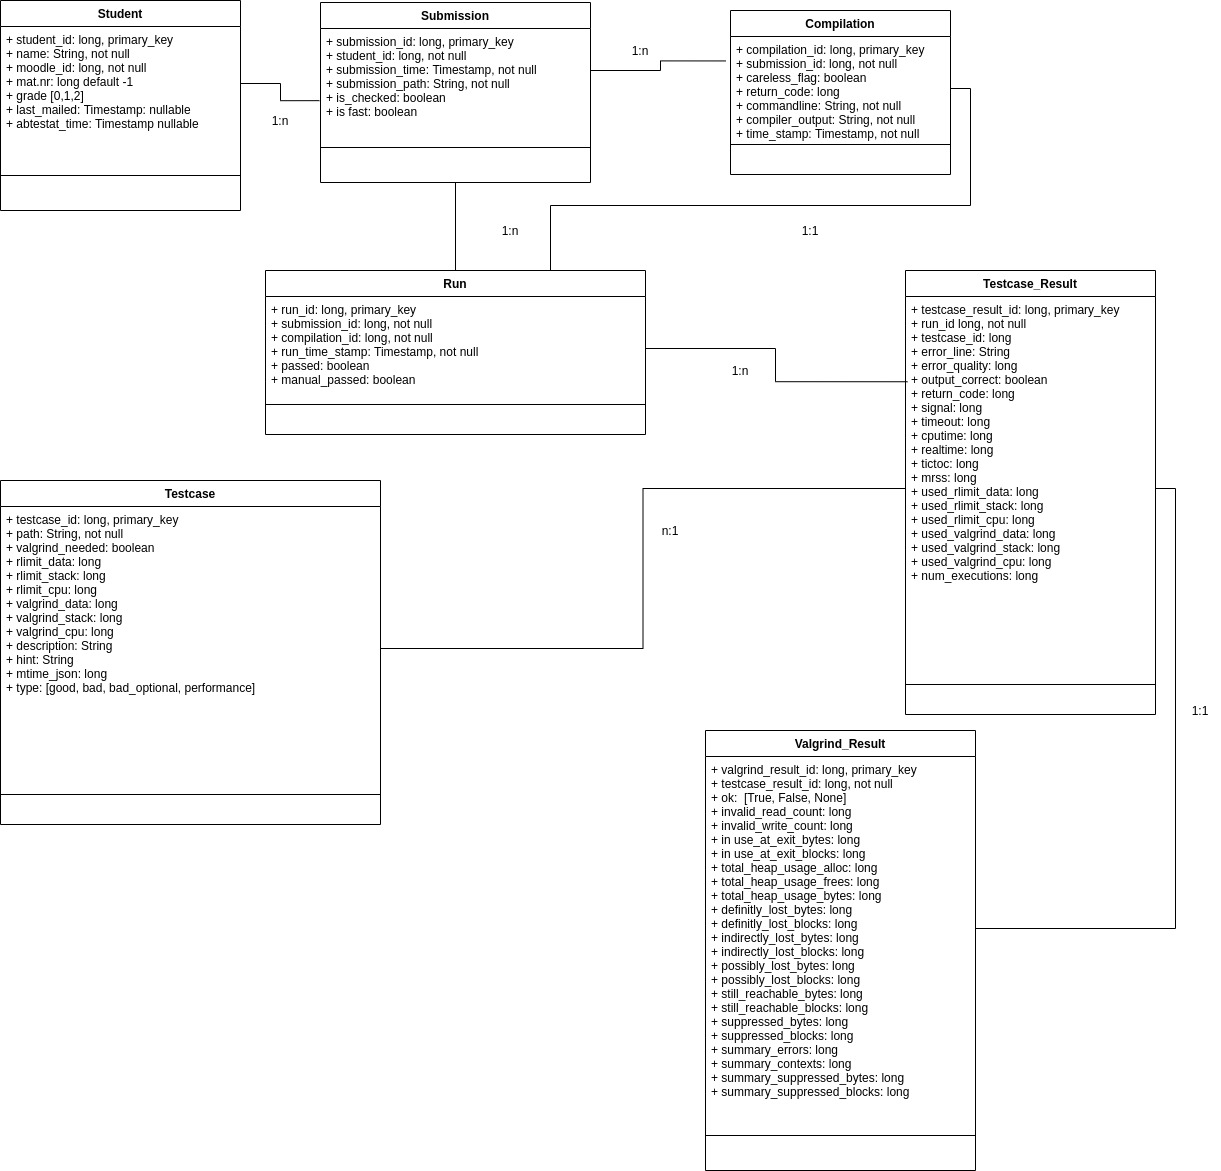 Student
+ student_id: long, primary_key
+ name: String, not null
+ moodle_id: long, not null
+ mat.nr: long default -1
+ grade [0,1,2]
+ last_mailed: Timestamp: nullable
+ abtestat_time: Timestamp nullable
1:n
Submission
+ submission_id: long, primary_key
+ student_id: long, not null
+ submission_time: Timestamp, not null
+ submission_path: String, not null
+ is_checked: boolean
+ is fast: boolean
1:n
Compilation
+ compilation_id: long, primary_key
+ submission_id: long, not null
+ careless_flag: boolean
+ return_code: long
+ commandline: String, not null
+ compiler_output: String, not null
+ time_stamp: Timestamp, not null
1:n
1:1
Run
+ run_id: long, primary_key
+ submission_id: long, not null
+ compilation_id: long, not null
+ run_time_stamp: Timestamp, not null
+ passed: boolean
+ manual_passed: boolean
1:n
Testcase_Result
+ testcase_result_id: long, primary_key
+ run_id long, not null
+ testcase_id: long
+ error_line: String
+ error_quality: long
+ output_correct: boolean
+ return_code: long
+ signal: long
+ timeout: long
+ cputime: long
+ realtime: long
+ tictoc: long
+ mrss: long
+ used_rlimit_data: long
+ used_rlimit_stack: long
+ used_rlimit_cpu: long
+ used_valgrind_data: long
+ used_valgrind_stack: long
+ used_valgrind_cpu: long
+ num_executions: long
Testcase
+ testcase_id: long, primary_key
+ path: String, not null
+ valgrind_needed: boolean
+ rlimit_data: long
+ rlimit_stack: long
+ rlimit_cpu: long
+ valgrind_data: long
+ valgrind_stack: long
+ valgrind_cpu: long
+ description: String
+ hint: String
+ mtime_json: long
+ type: [good, bad, bad_optional, performance]
n:1
1:1
Valgrind_Result
+ valgrind_result_id: long, primary_key
+ testcase_result_id: long, not null
+ ok:  [True, False, None]
+ invalid_read_count: long
+ invalid_write_count: long
+ in use_at_exit_bytes: long
+ in use_at_exit_blocks: long
+ total_heap_usage_alloc: long
+ total_heap_usage_frees: long
+ total_heap_usage_bytes: long
+ definitly_lost_bytes: long
+ definitly_lost_blocks: long
+ indirectly_lost_bytes: long
+ indirectly_lost_blocks: long
+ possibly_lost_bytes: long
+ possibly_lost_blocks: long
+ still_reachable_bytes: long
+ still_reachable_blocks: long
+ suppressed_bytes: long
+ suppressed_blocks: long
+ summary_errors: long
+ summary_contexts: long
+ summary_suppressed_bytes: long
+ summary_suppressed_blocks: long